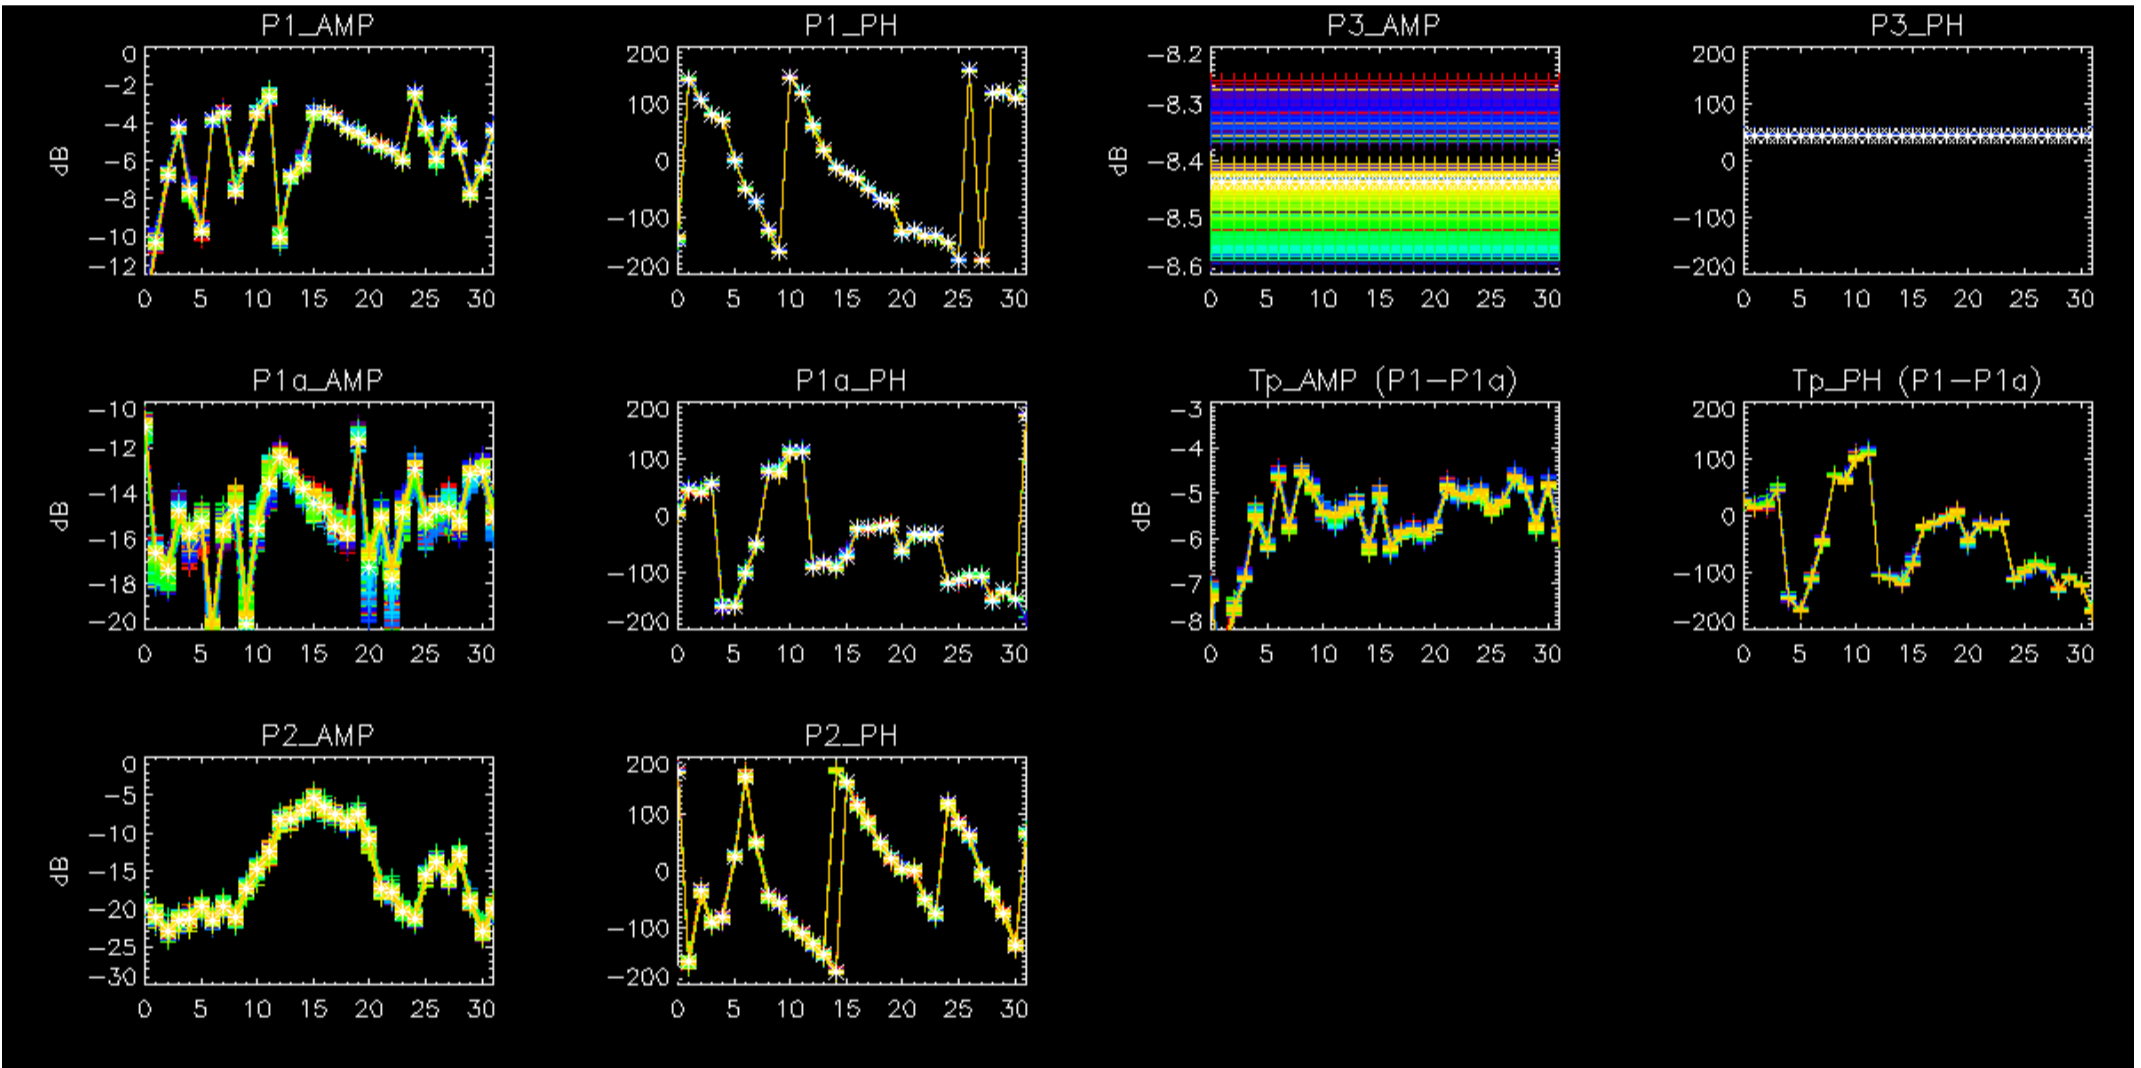 P1_AMP
P1_PH
P3_AMP
P3_PH
dB
0
-2
-4
-6
-8
-10
-12
0 5 10 15 20 25 30
200
100
0
-100
-200
0 5 10 15 20 25 30
dB
-8.2
-8.3
-8.4
-8.5
-8.6
0 5 10 15 20 25 30
200
100
0
-100
-200
0 5 10 15 20 25 30
P1a_AMP
P1a_PH
Tp_AMP (P1-P1a)
Tp_PH (P1-P1a)
dB
-10
-12
-14
-16
-18
-20
0 5 10 15 20 25 30
200
100
0
-100
-200
0 5 10 15 20 25 30
dB
-3
-4
-5
-6
-7
-8
0 5 10 15 20 25 30
200
100
0
-100
-200
0 5 10 15 20 25 30
P2_AMP
P2_PH
dB
0
-5
-10
-15
-20
-25
-30
0 5 10 15 20 25 30
200
100
0
-100
-200
0 5 10 15 20 25 30